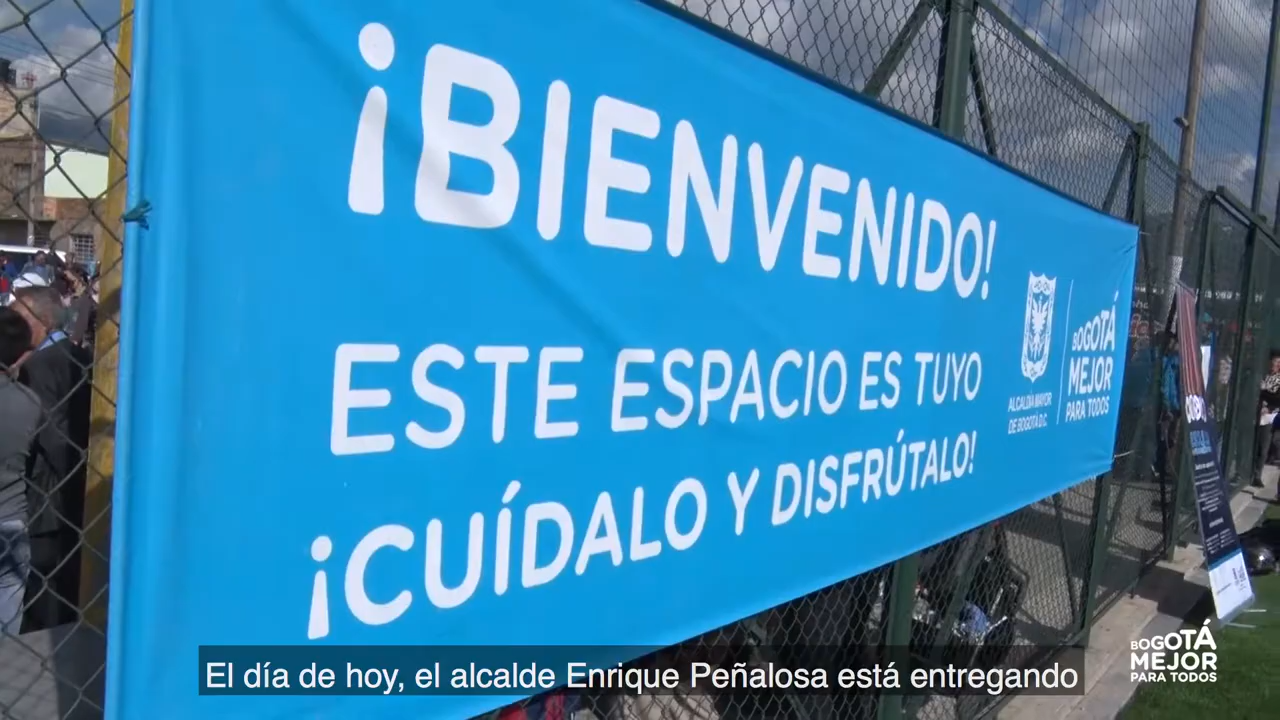 ¡BIENVENIDO!
ESTE ESPACIO ES TUYO
¡CUÍDALO Y DISFRÚTALO!
ALCALDÍA MAYOR
DE BOGOTÁ D.C.
BOGOTÁ
MEJOR
PARA TODOS
El día de hoy, el alcalde Enrique Peñalosa está entregando
BOGOTÁ
MEJOR
PARA TODOS